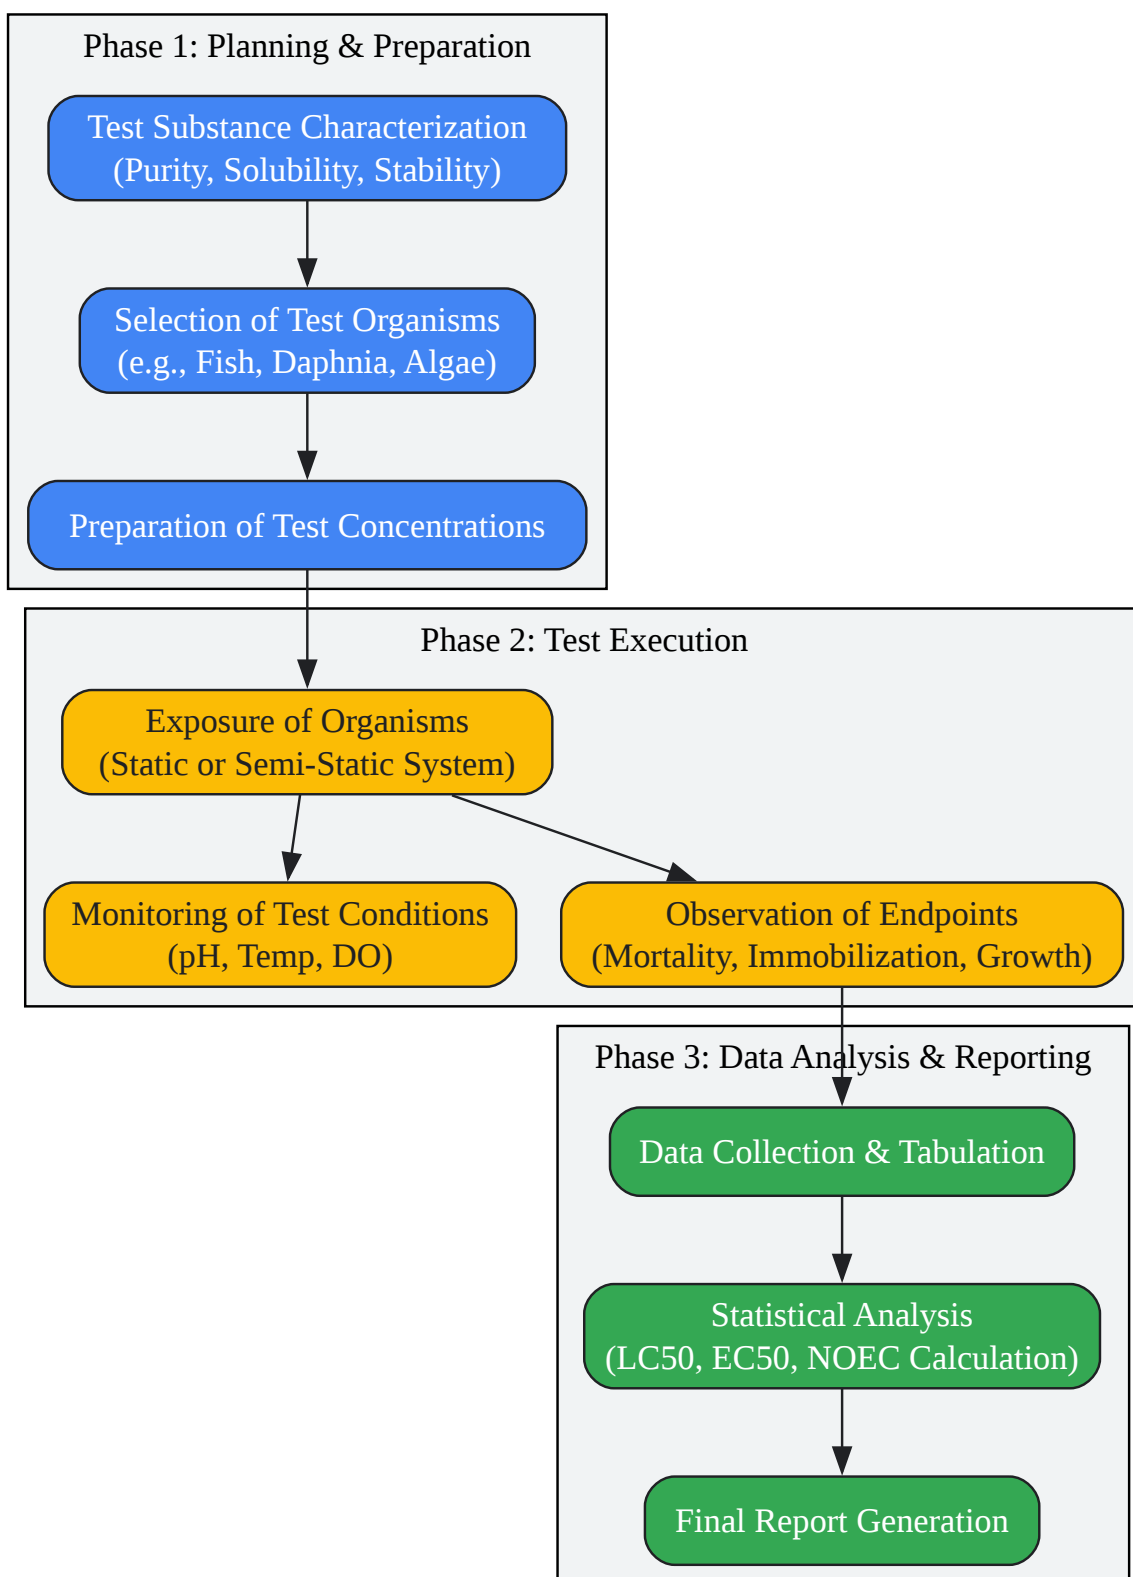 Phase 1: Planning & Preparation
Test Substance Characterization
(Purity, Solubility, Stability)
Selection of Test Organisms
(e.g., Fish, Daphnia, Algae)
Preparation of Test Concentrations
Phase 2: Test Execution
Exposure of Organisms
(Static or Semi-Static System)
Monitoring of Test Conditions
(pH, Temp, DO)
Observation of Endpoints
(Mortality, Immobilization, Growth)
Phase 3: Data Analysis & Reporting
Data Collection & Tabulation
Statistical Analysis
(LC50, EC50, NOEC Calculation)
Final Report Generation